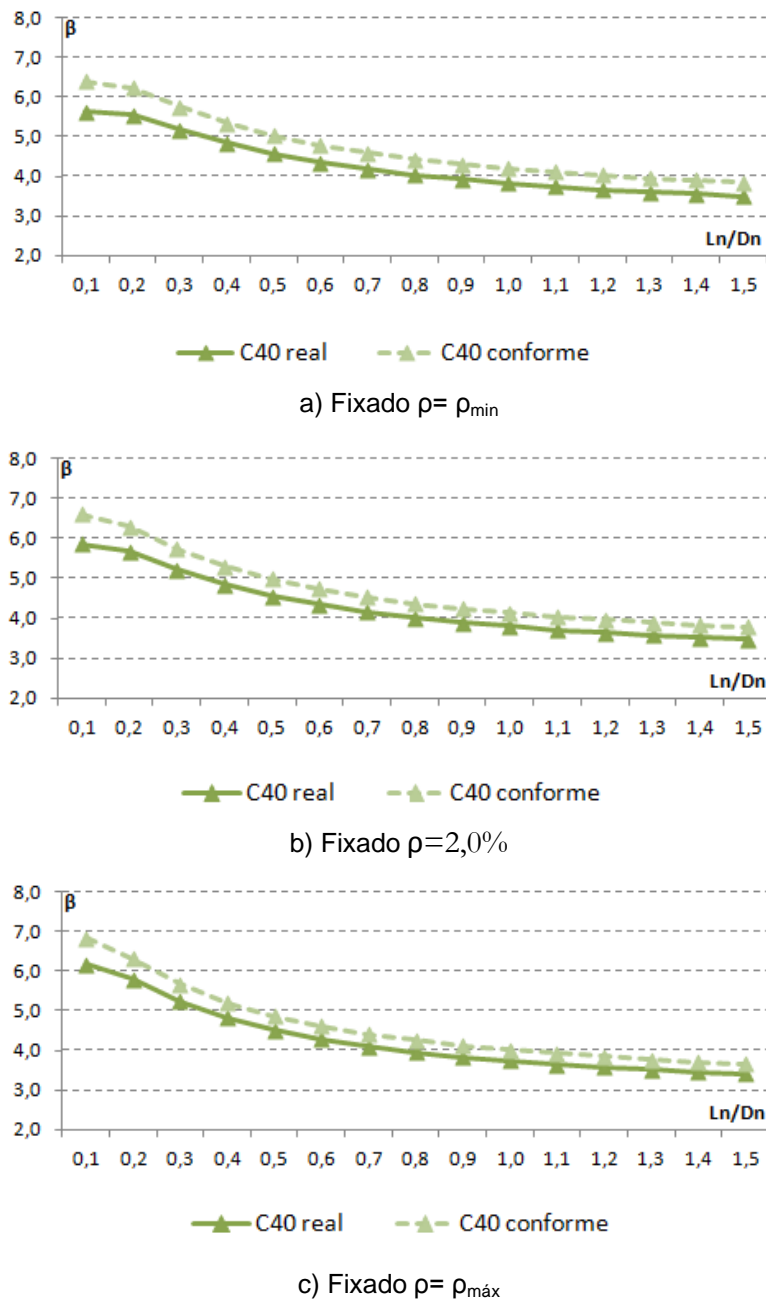 β
8,0
7,0
6,0
5,0
4,0
3,0
2,0
Ln/Dn
0,1 0,2 0,3 0,4 0,5 0,6 0,7 0,8 0,9 1,0 1,1 1,2 1,3 1,4 1,5
C40 real C40 conforme
a) Fixado ρ= ρmin
β
8,0
7,0
6,0
5,0
4,0
3,0
2,0
Ln/Dn
0,1 0,2 0,3 0,4 0,5 0,6 0,7 0,8 0,9 1,0 1,1 1,2 1,3 1,4 1,5
C40 real C40 conforme
b) Fixado ρ=2,0%
β
8,0
7,0
6,0
5,0
4,0
3,0
2,0
Ln/Dn
0,1 0,2 0,3 0,4 0,5 0,6 0,7 0,8 0,9 1,0 1,1 1,2 1,3 1,4 1,5
C40 real C40 conforme
c) Fixado ρ= ρmáx